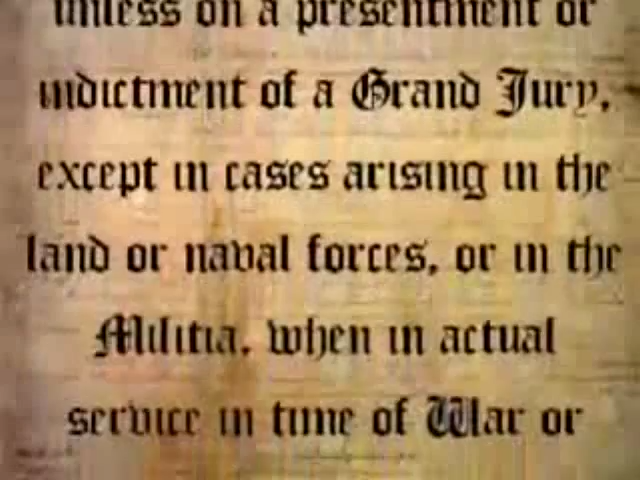 unless on a presentment or
indictment of a Grand Jury,
except in cases arising in the
land or naval forces, or in the
Militia, when in actual
service in time of War or